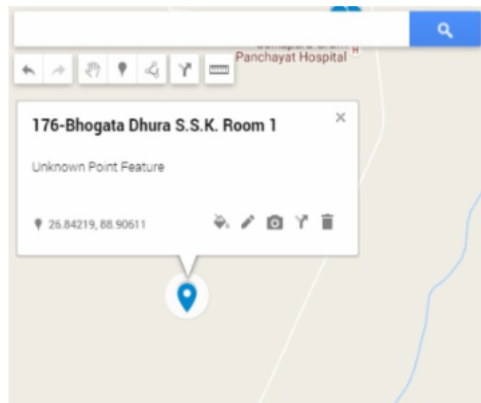 Panchayat Hospital H
176-Bhogata Dhura S.S.K. Room 1
Unknown Point Feature
26.84219, 88.90611